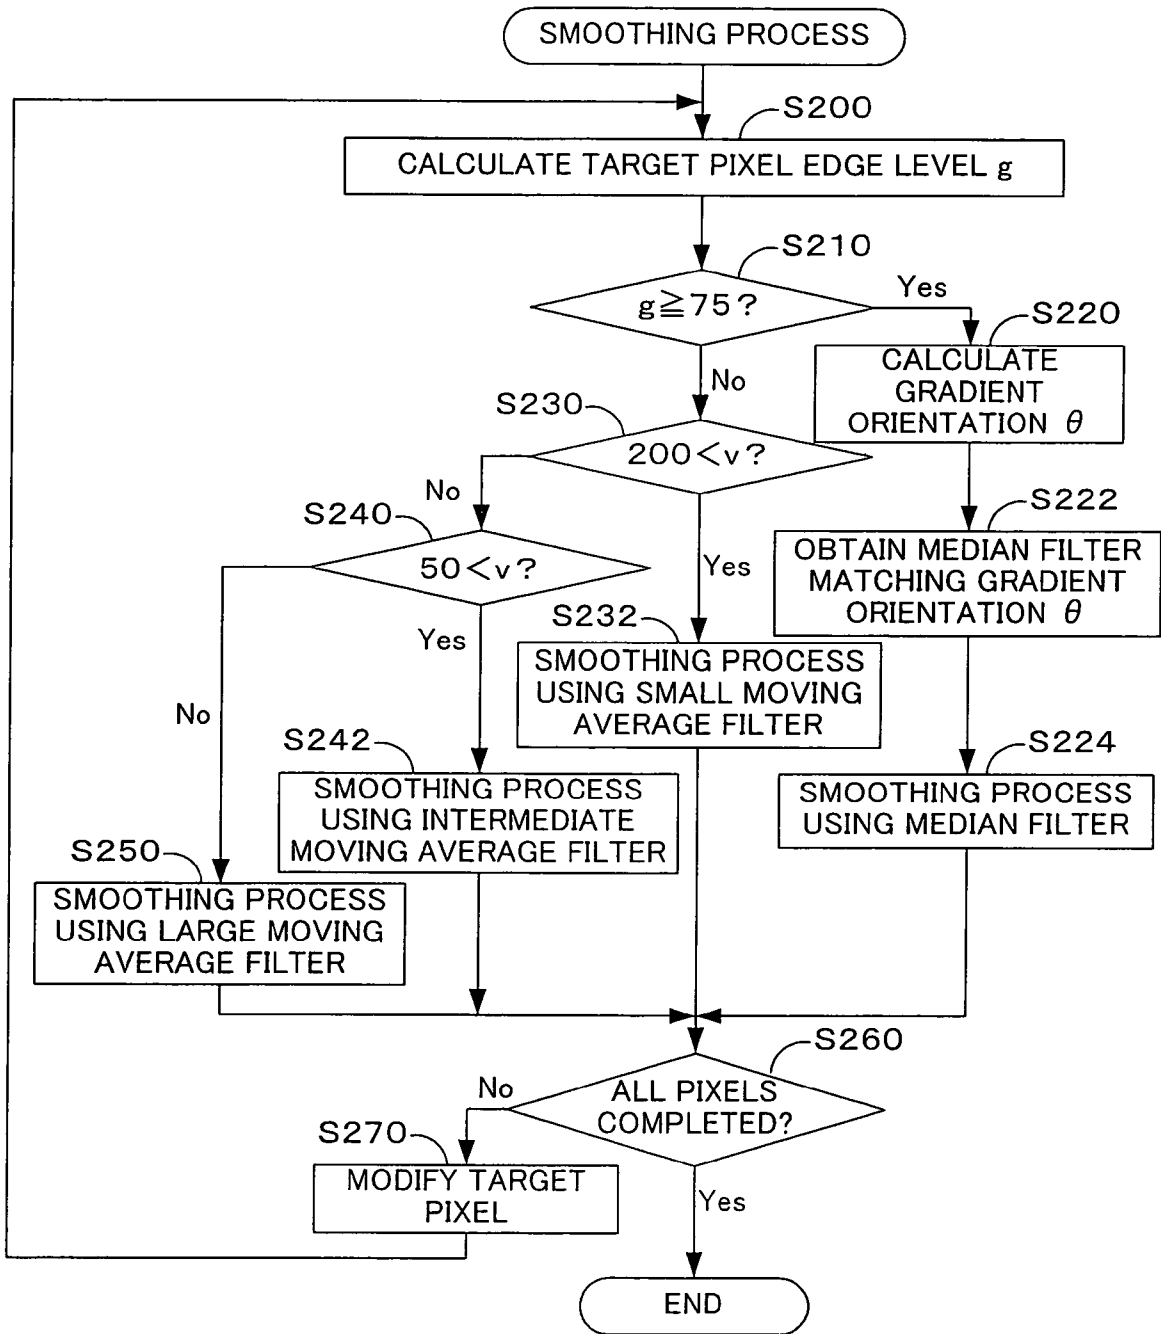 SMOOTHING PROCESS
S200
CALCULATE TARGET PIXEL EDGE LEVEL g
S210
g≧75?
Yes
S220
CALCULATE
GRADIENT
ORIENTATION θ
No
S230
200<v?
No
Yes
S222
OBTAIN MEDIAN FILTER
MATCHING GRADIENT
ORIENTATION θ
S240
50<v?
Yes
No
S232
SMOOTHING PROCESS
USING SMALL MOVING
AVERAGE FILTER
S224
SMOOTHING PROCESS
USING MEDIAN FILTER
S242
SMOOTHING PROCESS
USING INTERMEDIATE
MOVING AVERAGE FILTER
S250
SMOOTHING PROCESS
USING LARGE MOVING
AVERAGE FILTER
S260
ALL PIXELS
COMPLETED?
No
S270
MODIFY TARGET
PIXEL
Yes
END